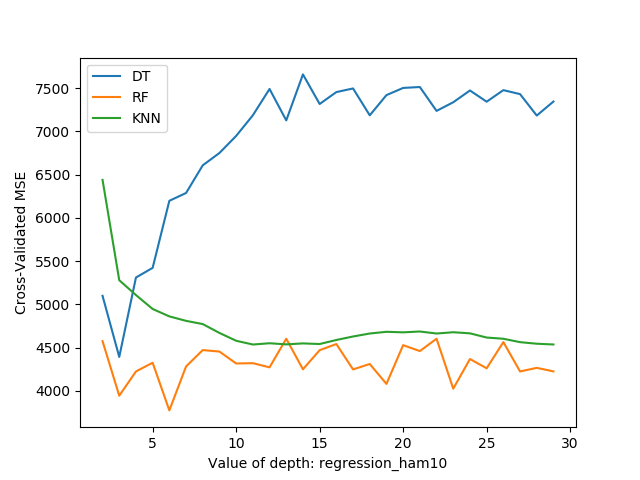 DT
RF
KNN
7500
7000
6500
6000
5500
5000
4500
4000
Cross-Validated MSE
5 10 15 20 25 30
Value of depth: regression_ham10